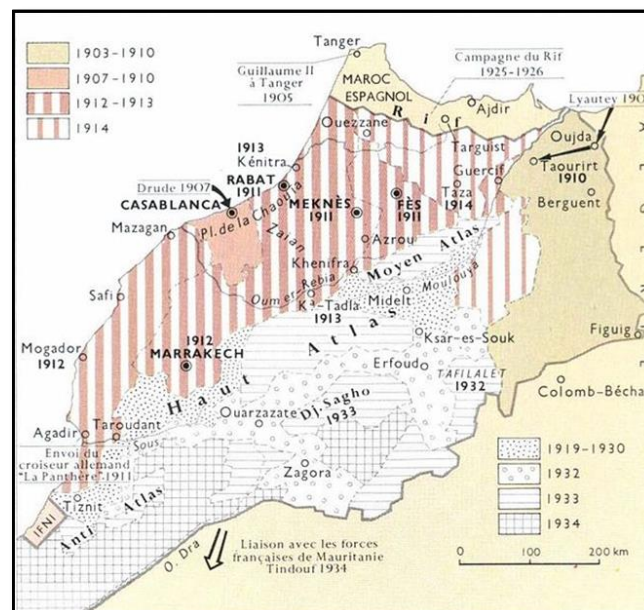 1903-1910
1907-1910
1912-1913
1914
Tanger
Guillaume II
à Tanger
1905
Campagne du Rif
1925-1926
MAROC
ESPAGNOL
Ajdir
Rif
Lyautey
Ouezzane
Targuist
Oujda
1913
Kénitra
RABAT
1911
Guercif
Taourirt
1910
Drude 1907
CASABLANCA
Pl. de la Chaouïa
MEKNÈS
1911
FÈS
1911
Taza
1914
Berguent
Mazagan
Zaïan
Azrou
Khenifra
Moyen Atlas
Safi
Oum er-Rebia
Moulouya
Midelt
1913
Mogador
1912
1912
MARRAKECH
Haut Atlas
Ksar-es-Souk
Figuig
Erfoud
TAFILALET
1932
Colomb-Bécha
Agadir
Taroudant
Sous
Ouarzazate
Dj. Sagho
1933
Envoi du
croiseur allemand
"La Panthère" 1911
Zagora
1919-1930
1932
1933
1934
Tiznit
IFNI
Anti Atlas
O. Dra
Liaison avec les forces
françaises de Mauritanie
Tindouf 1934
0 100 200 km